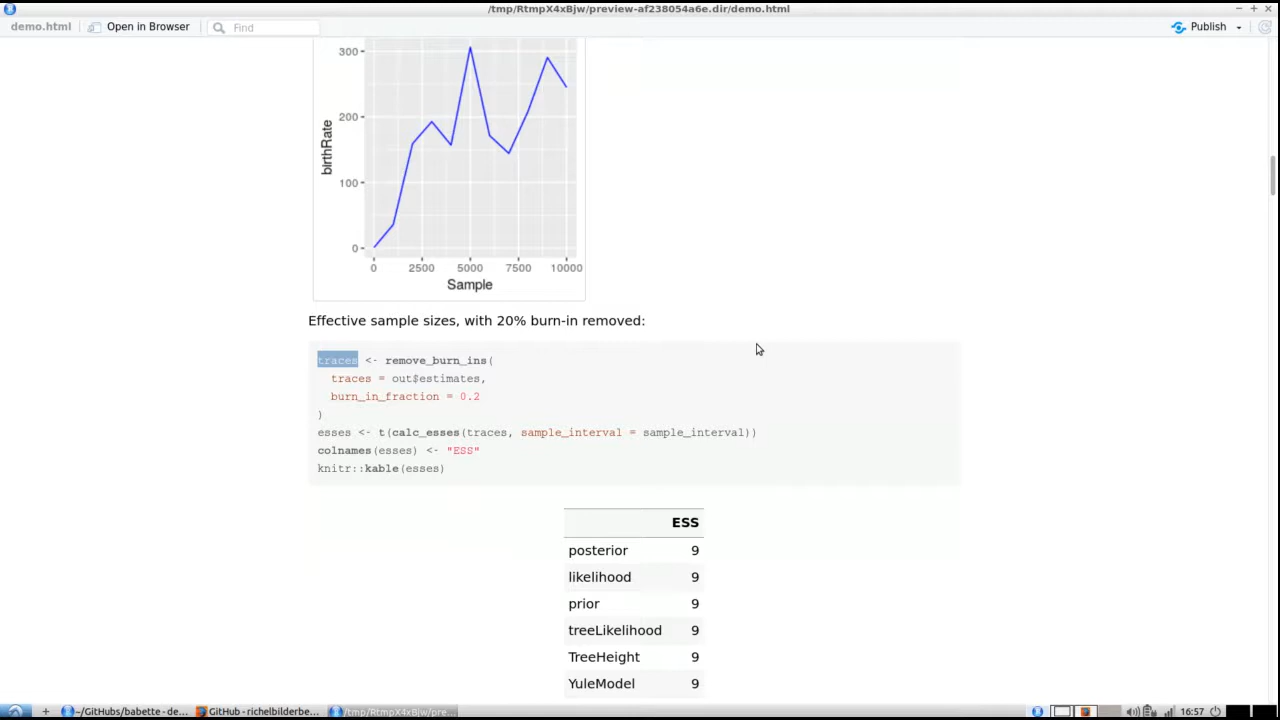 /tmp/RtmpX4xBjw/preview-af238054a6e.dir/demo.html
demo.html Open in Browser Find Publish
300
200
100
0
birthRate
0 2500 5000 7500 10000
Sample
Effective sample sizes, with 20% burn-in removed:
traces <- remove_burn_ins(
traces = out$estimates,
burn_in_fraction = 0.2
)
esses <- t(calc_esses(traces, sample_interval = sample_interval))
colnames(esses) <- "ESS"
knitr::kable(esses)
ESS
posterior 9
likelihood 9
prior 9
treeLikelihood 9
TreeHeight 9
YuleModel 9
~/GitHubs/babette - de... GitHub - richelbilderbe... /tmp/RtmpX4xBjw/pre... 16:57